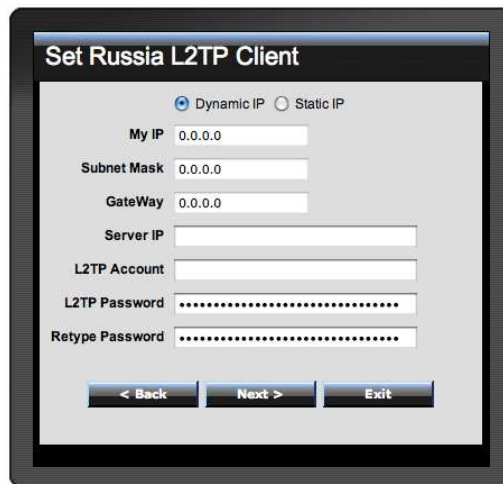 Set Russia L2TP Client
Dynamic IP Static IP
My IP 0.0.0.0
Subnet Mask 0.0.0.0
GateWay 0.0.0.0
Server IP
L2TP Account
L2TP Password ••••••••••••••••••••••••••••••••
Retype Password ••••••••••••••••••••••••••••••••
< Back Next > Exit